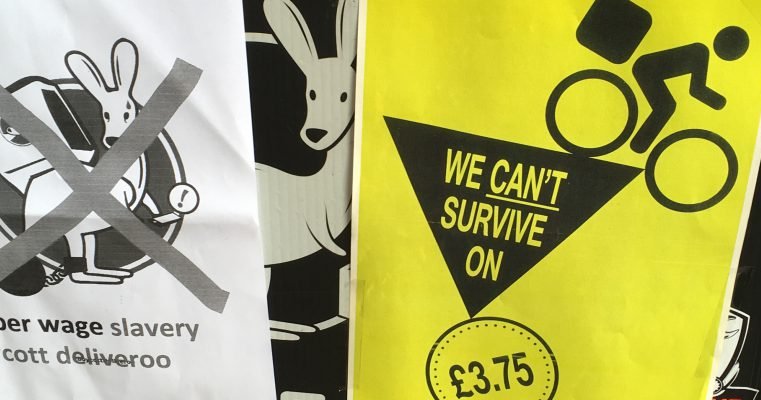 !
per wage slavery
cott deliveroo
WE CAN'T
SURVIVE
ON
£3.75